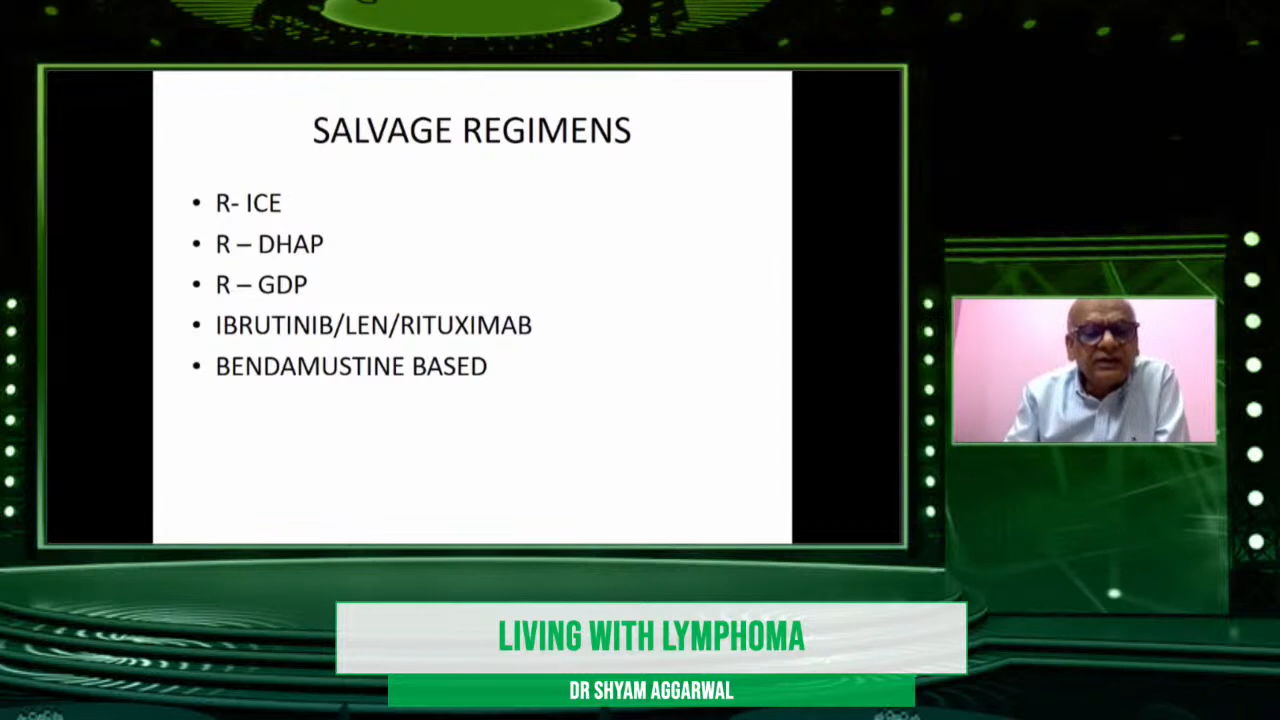 SALVAGE REGIMENS
• R- ICE
• R – DHAP
• R – GDP
• IBRUTINIB/LEN/RITUXIMAB
• BENDAMUSTINE BASED
LIVING WITH LYMPHOMA
DR SHYAM AGGARWAL